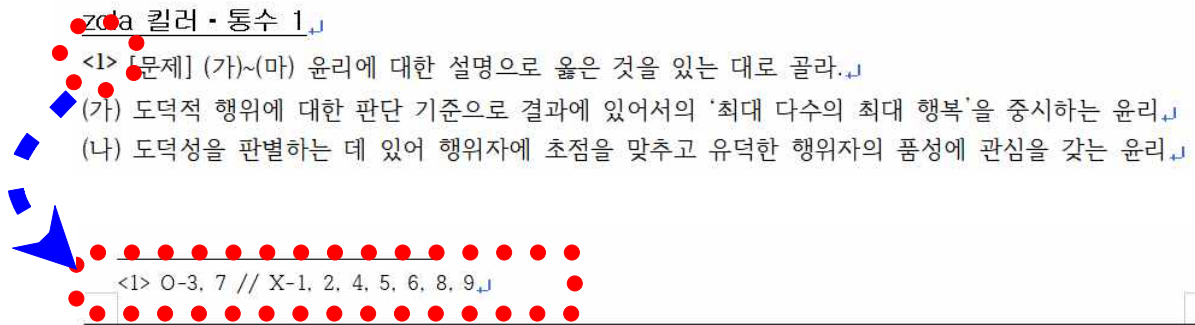 zola 킬러 - 통수 1
<1> [문제] (가)~(마) 윤리에 대한 설명으로 옳은 것을 있는 대로 골라.
(가) 도덕적 행위에 대한 판단 기준으로 결과에 있어서의 ‘최대 다수의 최대 행복’을 중시하는 윤리
(나) 도덕성을 판별하는 데 있어 행위자에 초점을 맞추고 유덕한 행위자의 품성에 관심을 갖는 윤리
<1> O-3, 7 // X-1, 2, 4, 5, 6, 8, 9